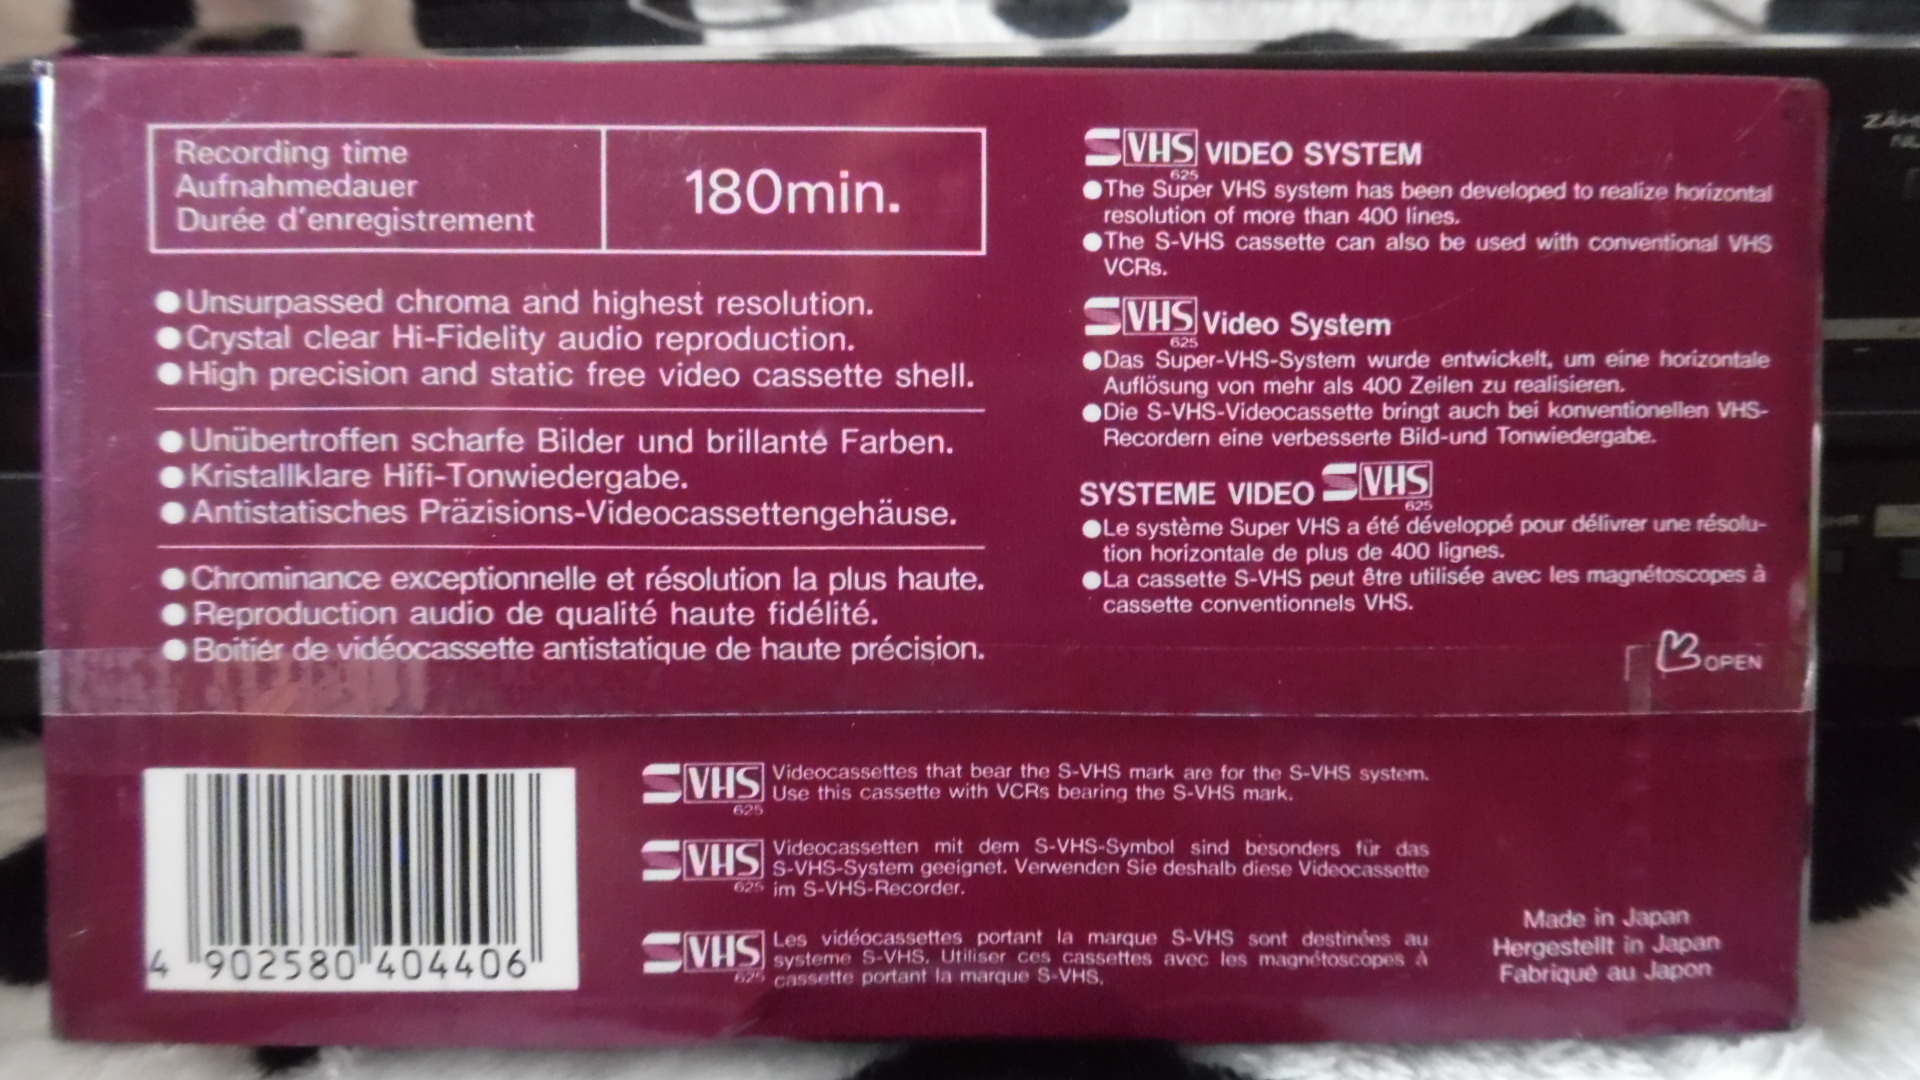 Recording time
Aufnahmedauer
Durée d'enregistrement
180min.
●Unsurpassed chroma and highest resolution.
●Crystal clear Hi-Fidelity audio reproduction.
●High precision and static free video cassette shell.
●Unübertroffen scharfe Bilder und brillante Farben.
●Kristallklare Hifi-Tonwiedergabe.
●Antistatisches Präzisions-Videocassettengehäuse.
●Chrominance exceptionnelle et résolution la plus haute.
●Reproduction audio de qualité haute fidélité.
●Boitier de vidéocassette antistatique de haute précision.
S VHS VIDEO SYSTEM
625
●The Super VHS system has been developed to realize horizontal
resolution of more than 400 lines.
●The S-VHS cassette can also be used with conventional VHS
VCRs.
S VHS Video System
625
●Das Super-VHS-System wurde entwickelt, um eine horizontale
Auflösung von mehr als 400 Zeilen zu realisieren.
●Die S-VHS-Videocassette bringt auch bei konventionellen VHS-
Recordern eine verbesserte Bild-und Tonwiedergabe.
SYSTEME VIDEO S VHS
625
●Le système Super VHS a été développé pour délivrer une résolu-
tion horizontale de plus de 400 lignes.
●La cassette S-VHS peut être utilisée avec les magnétoscopes à
cassette conventionnels VHS.
OPEN
4 902580 404406
S VHS 625
Videocassettes that bear the S-VHS mark are for the S-VHS system.
Use this cassette with VCRs bearing the S-VHS mark.
S VHS 625
Videocassetten mit dem S-VHS-Symbol sind besonders für das
S-VHS-System geeignet. Verwenden Sie deshalb diese Videocassette
im S-VHS-Recorder.
S VHS 625
Les vidéocassettes portant la marque S-VHS sont destinées au
systeme S-VHS. Utiliser ces cassettes avec les magnétoscopes à
cassette portant la marque S-VHS.
Made in Japan
Hergestellt in Japan
Fabriqué au Japon